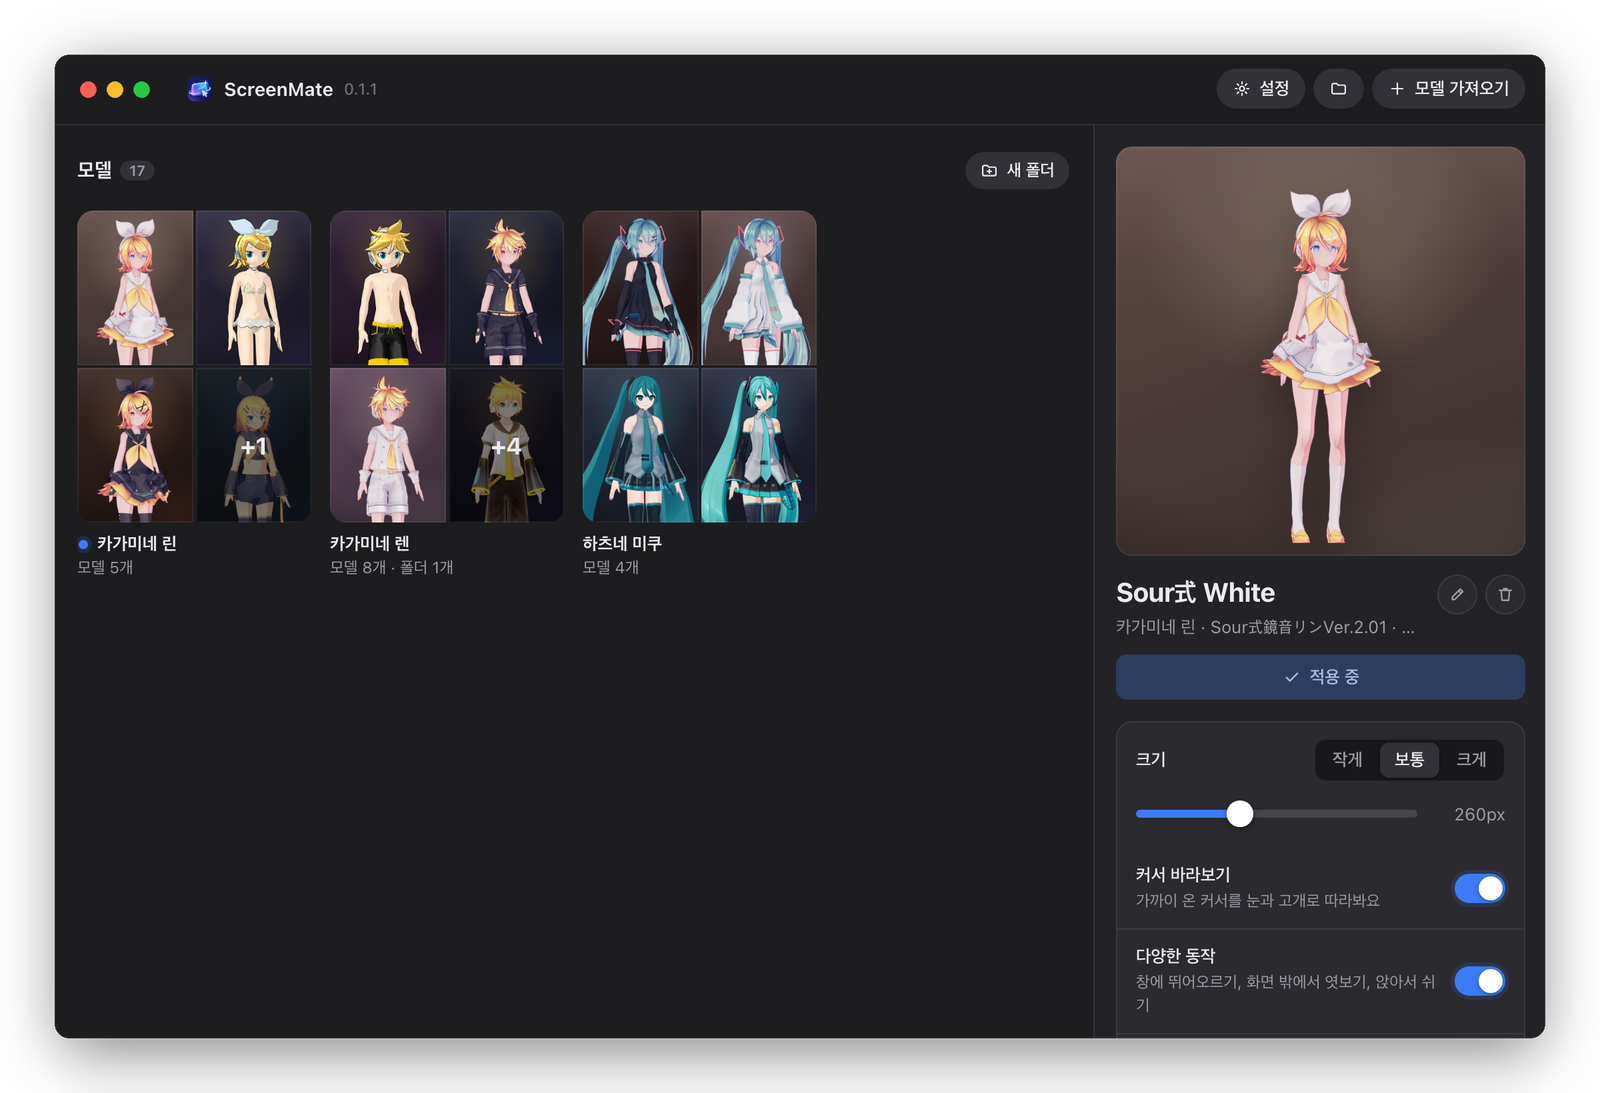 ScreenMate 0.1.1
설정
모델 가져오기
모델 17
새 폴더
+1
+4
카가미네 린
모델 5개
카가미네 렌
모델 8개 · 폴더 1개
하츠네 미쿠
모델 4개
Sour式 White
카가미네 린 · Sour式鏡音リンVer.2.01 · ...
적용 중
크기
작게 보통 크게
260px
커서 바라보기
가까이 온 커서를 눈과 고개로 따라봐요
다양한 동작
창에 뛰어오르기, 화면 밖에서 엿보기, 앉아서 쉬
기